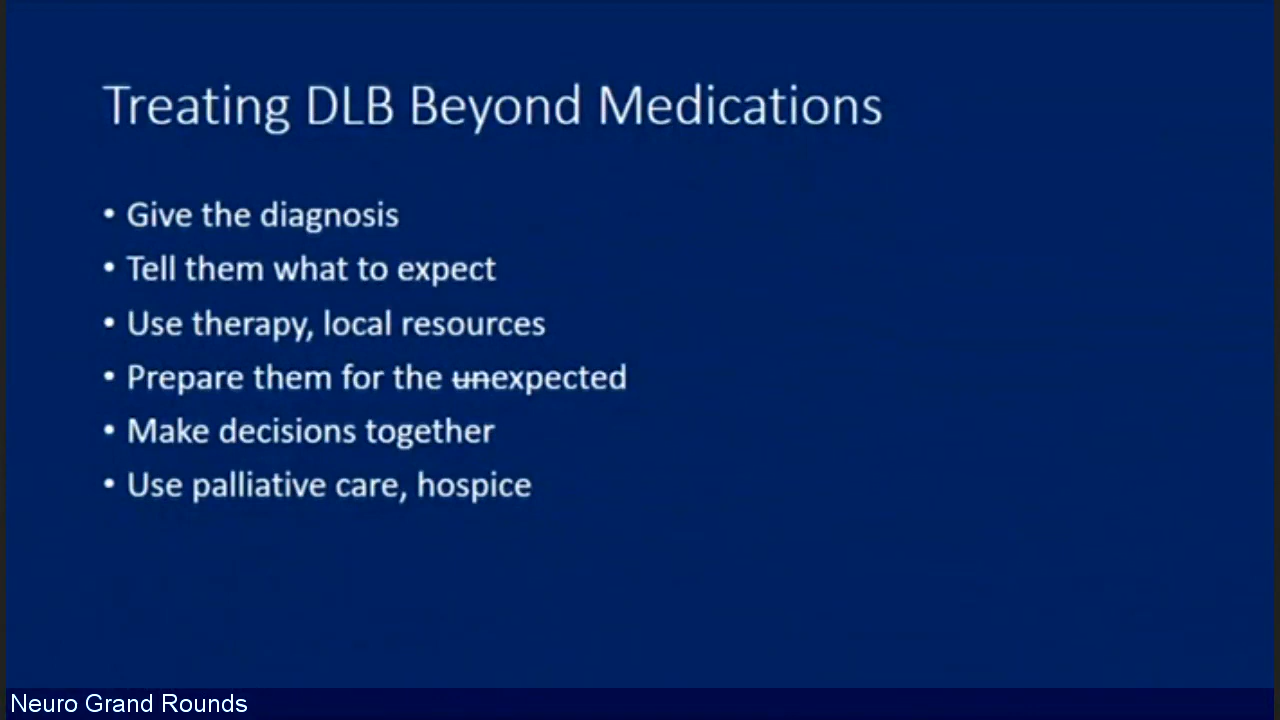 Treating DLB Beyond Medications
• Give the diagnosis
• Tell them what to expect
• Use therapy, local resources
• Prepare them for the unexpected
• Make decisions together
• Use palliative care, hospice
Neuro Grand Rounds